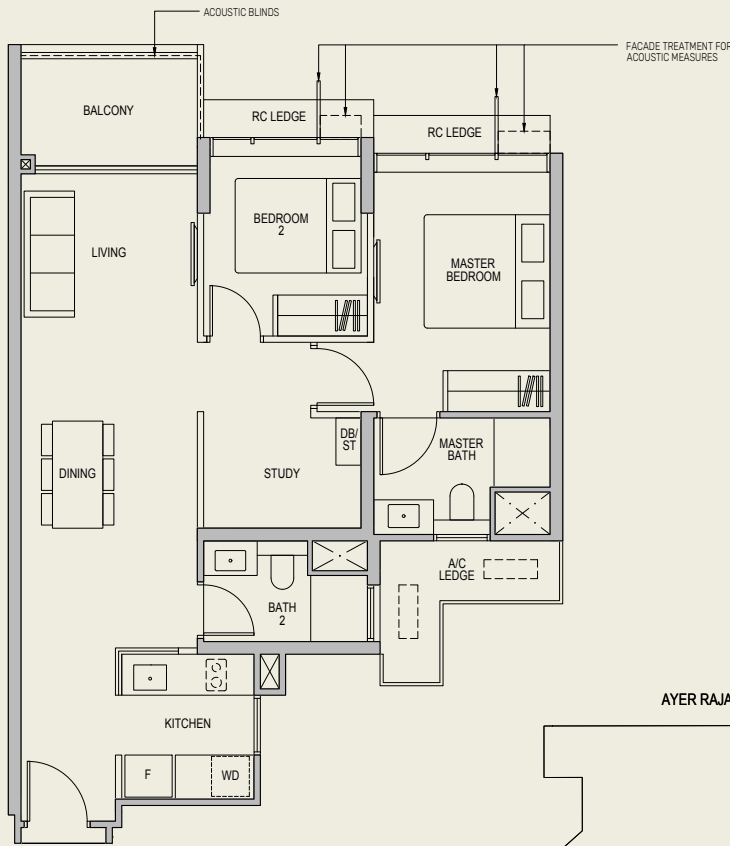 ACOUSTIC BLINDS
FACADE TREATMENT FOR
ACOUSTIC MEASURES
BALCONY
RC LEDGE
RC LEDGE
LIVING
BEDROOM
2
MASTER
BEDROOM
DINING
STUDY
DB/
ST
MASTER
BATH
BATH
2
A/C
LEDGE
KITCHEN
F
WD
AYER RAJA